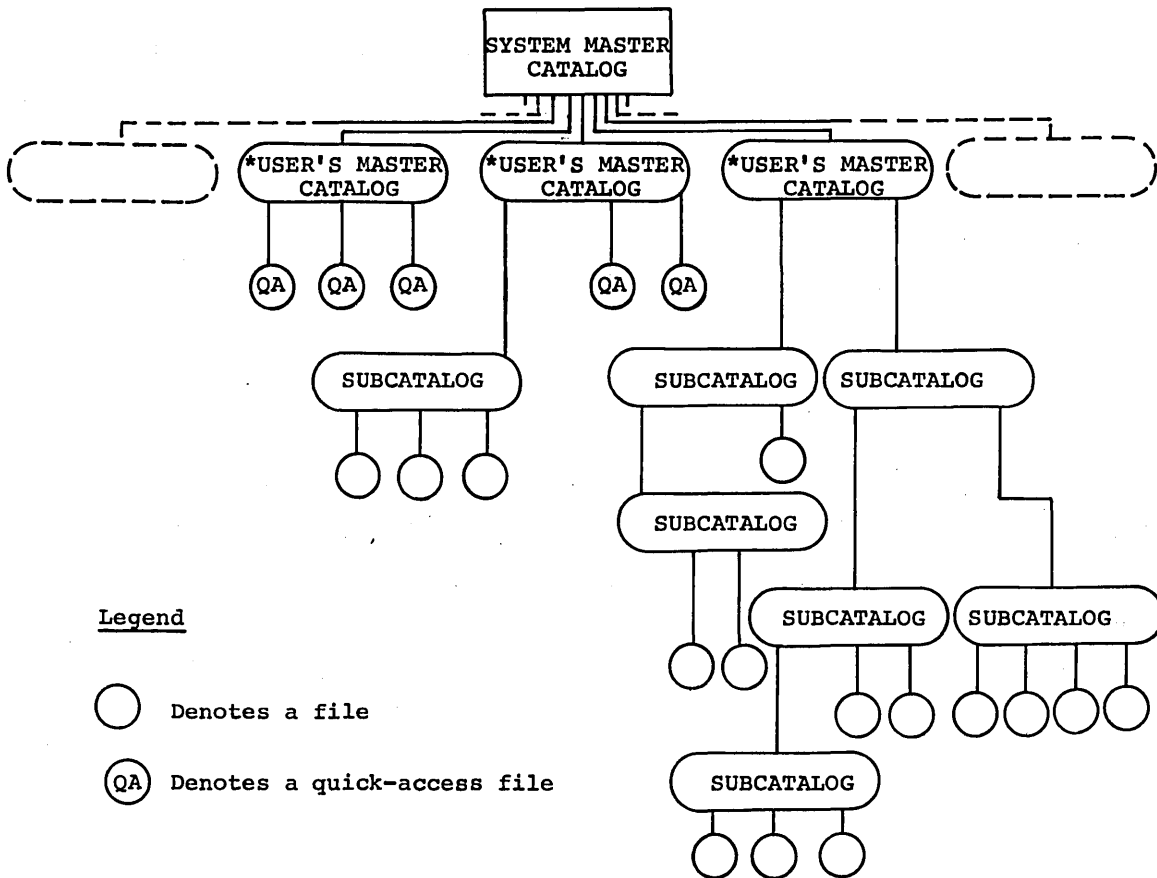 SYSTEM MASTER
CATALOG
*USER'S MASTER
CATALOG
*USER'S MASTER
CATALOG
*USER'S MASTER
CATALOG
QA
QA
QA
QA
QA
SUBCATALOG
SUBCATALOG
SUBCATALOG
SUBCATALOG
Legend
SUBCATALOG
SUBCATALOG
Denotes a file
QA Denotes a quick-access file
SUBCATALOG